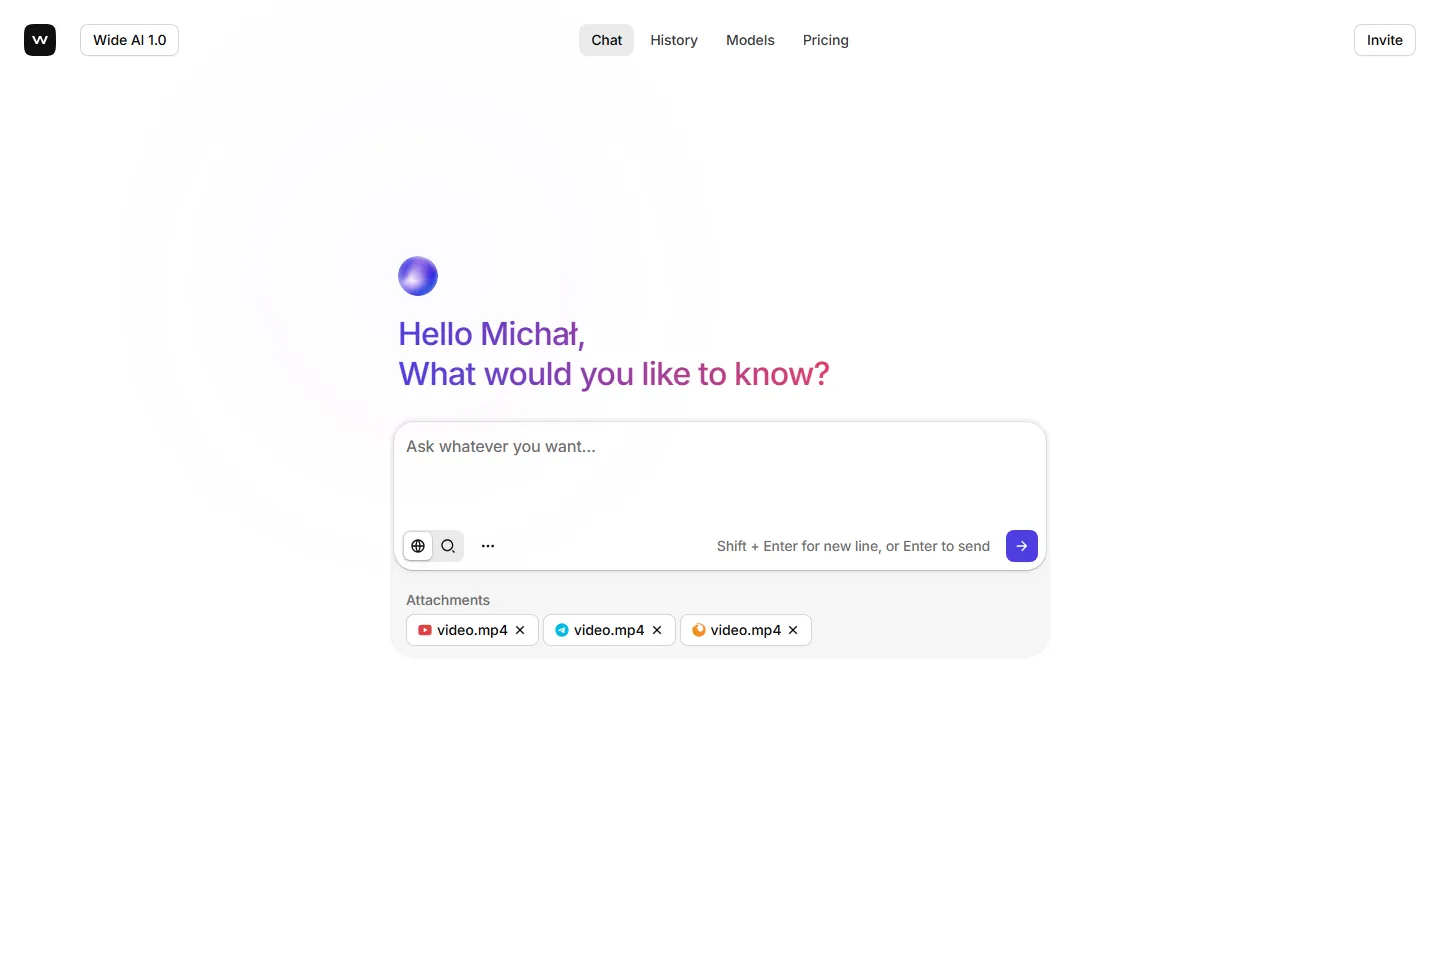 W
Wide AI 1.0
Chat
History
Models
Pricing
Invite
Hello Michał,
What would you like to know?
Ask whatever you want...
Shift + Enter for new line, or Enter to send
Attachments
video.mp4
video.mp4
video.mp4